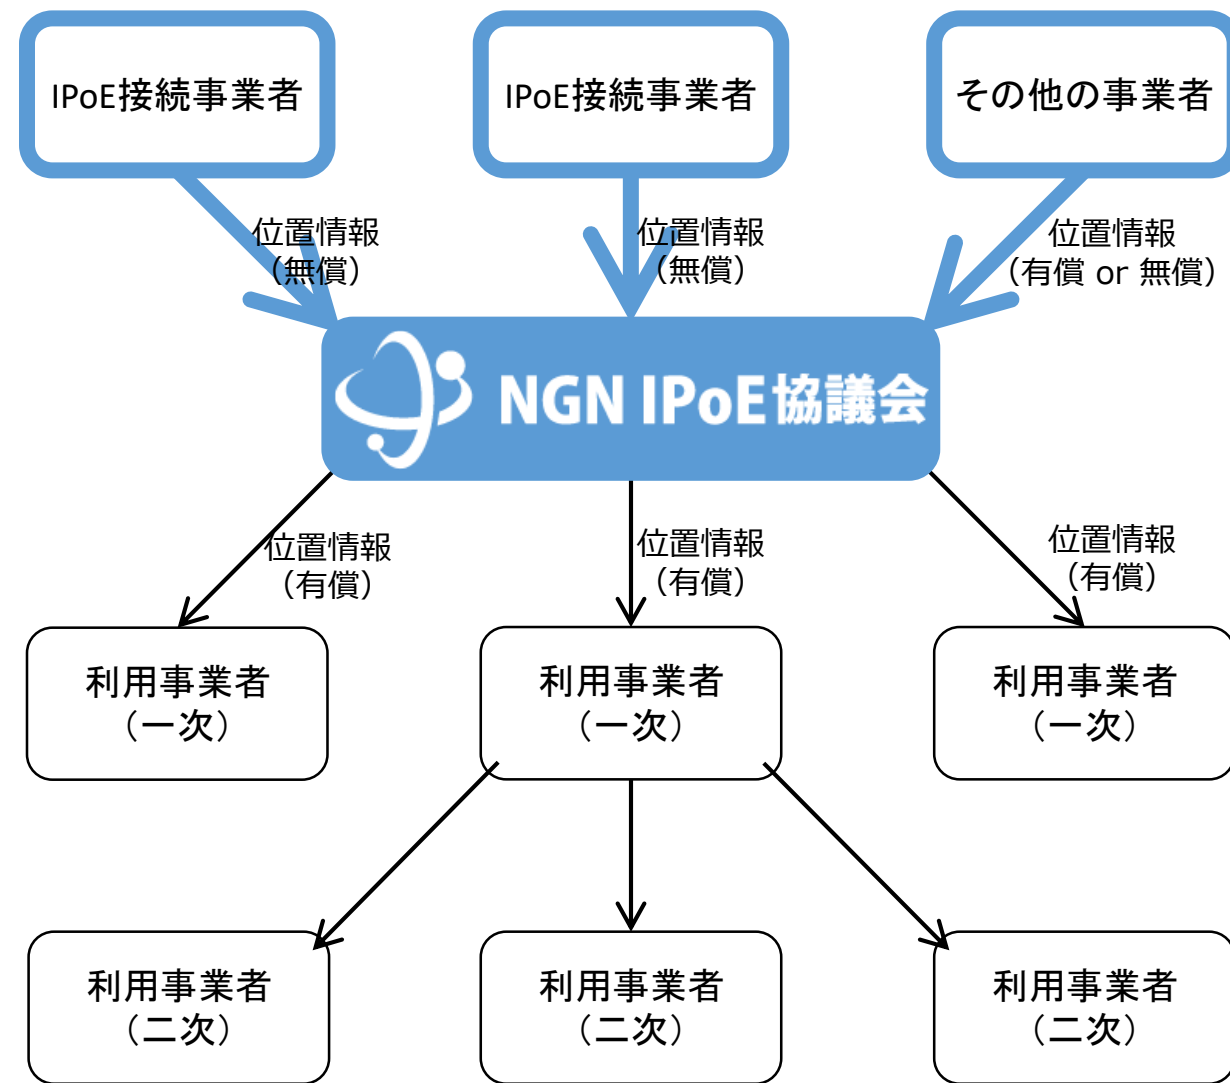 IPoE接続事業者
IPoE接続事業者
その他の事業者
位置情報
（無償）
位置情報
（無償）
位置情報
（有償 or 無償）
NGN IPoE協議会
位置情報
（有償）
位置情報
（有償）
位置情報
（有償）
利用事業者
（一次）
利用事業者
（一次）
利用事業者
（一次）
利用事業者
（二次）
利用事業者
（二次）
利用事業者
（二次）